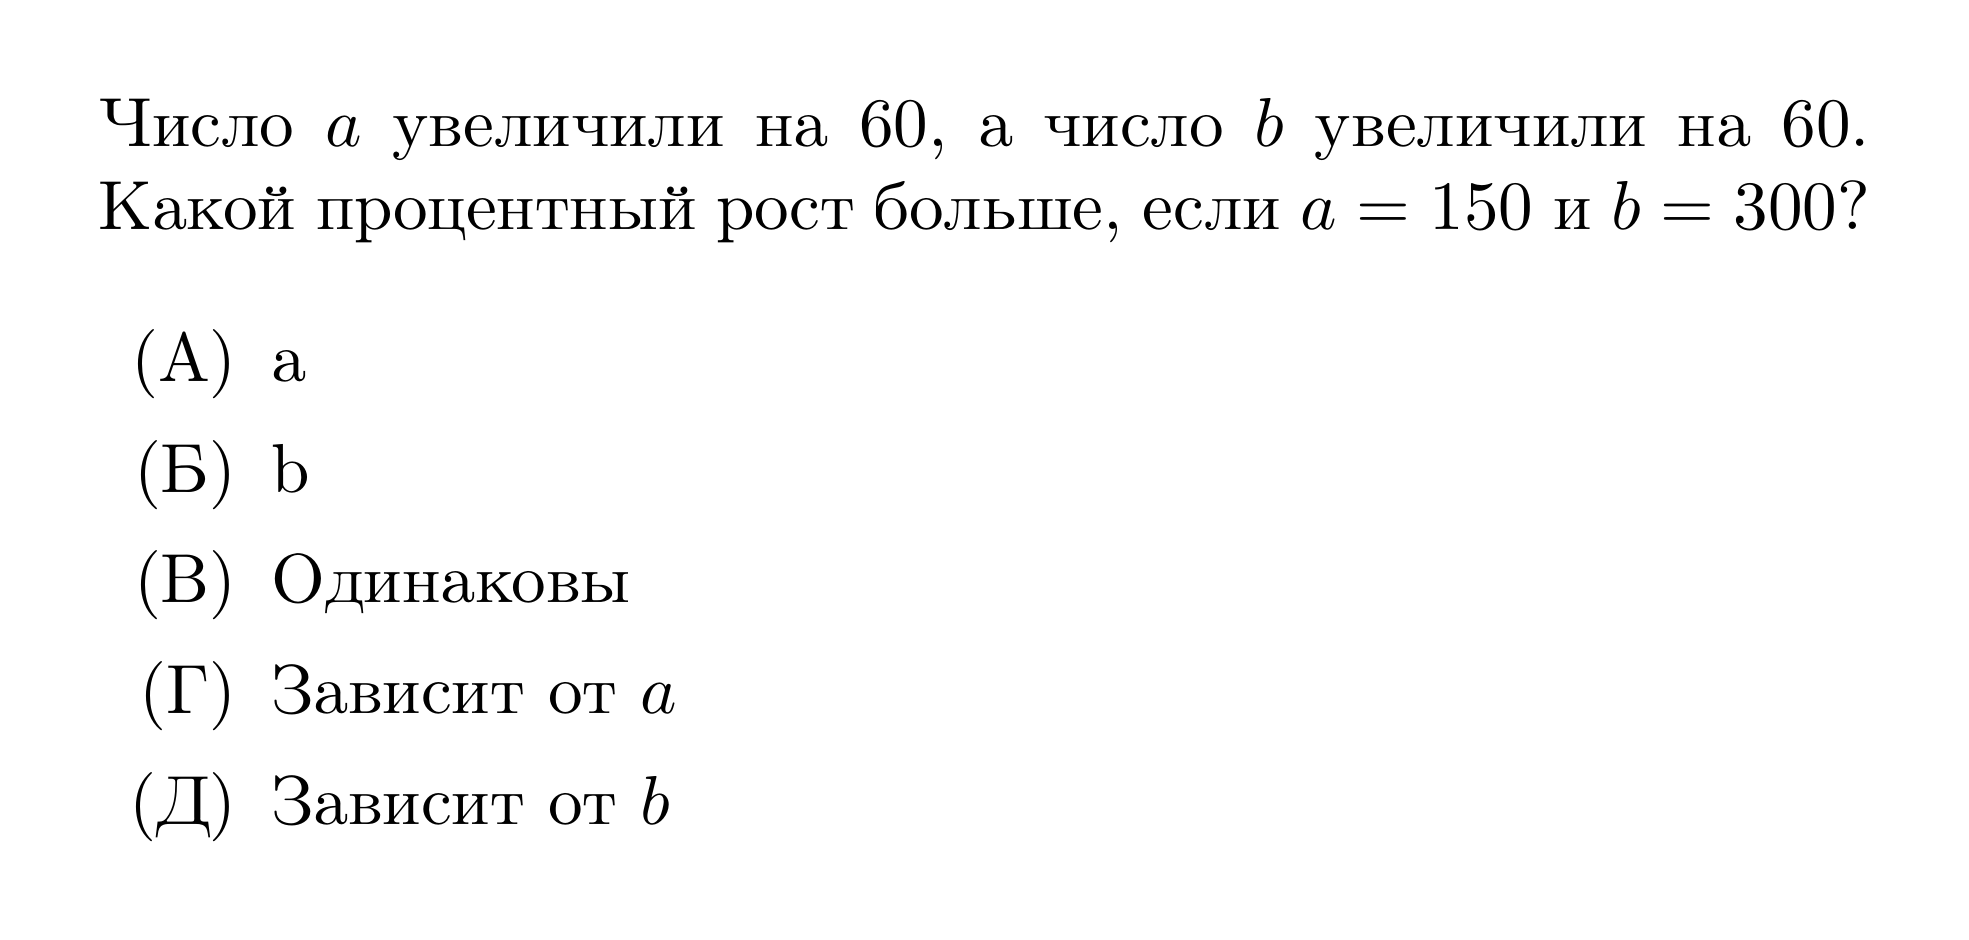 Число a увеличили на 60, а число b увеличили на 60.
Какой процентный рост больше, если a = 150 и b = 300?
(А) a
(Б) b
(В) Одинаковы
(Г) Зависит от a
(Д) Зависит от b